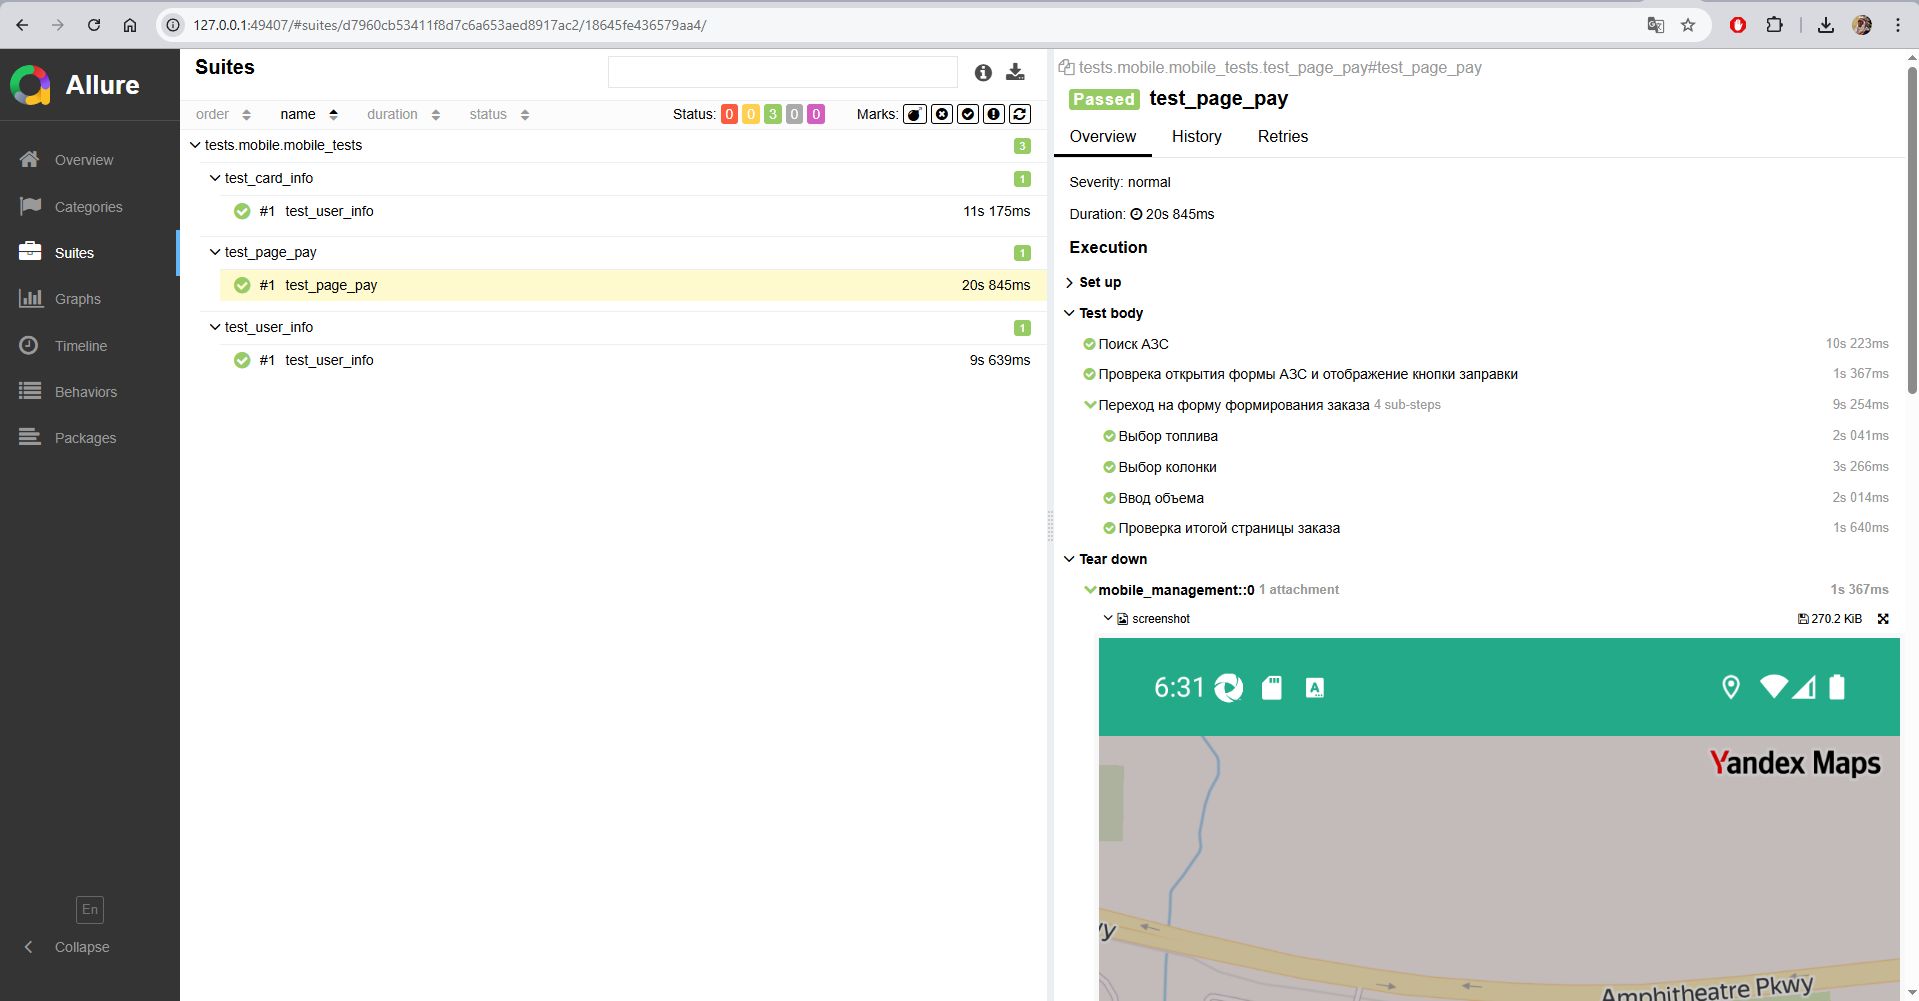 127.0.0.1:49407/#suites/d7960cb53411f8d7c6a653aed8917ac2/18645fe436579aa4/
Allure
Overview
Categories
Suites
Graphs
Timeline
Behaviors
Packages
En
Collapse
Suites
order name duration status Status: 0 0 3 0 0 Marks:
tests.mobile.mobile_tests 3
test_card_info 1
#1 test_user_info 11s 175ms
test_page_pay 1
#1 test_page_pay 20s 845ms
test_user_info 1
#1 test_user_info 9s 639ms
tests.mobile.mobile_tests.test_page_pay#test_page_pay
Passed test_page_pay
Overview History Retries
Severity: normal
Duration: 20s 845ms
Execution
Set up
Test body
Поиск АЗС 10s 223ms
Проврека открытия формы АЗС и отображение кнопки заправки 1s 367ms
Переход на форму формирования заказа 4 sub-steps 9s 254ms
Выбор топлива 2s 041ms
Выбор колонки 3s 266ms
Ввод объема 2s 014ms
Проверка итогой страницы заказа 1s 640ms
Tear down
mobile_management::0 1 attachment 1s 367ms
screenshot 270.2 KiB
6:31 A
Yandex Maps
Amphitheatre Pkwy